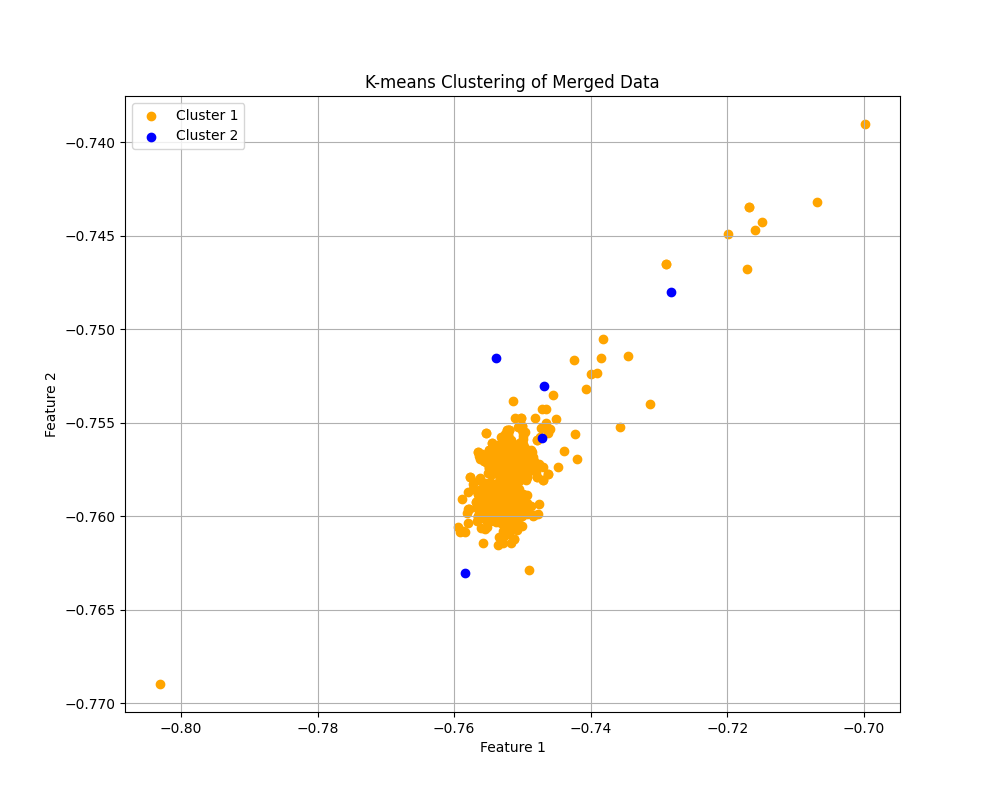 K-means Clustering of Merged Data
Cluster 1
Cluster 2
−0.740
−0.745
−0.750
−0.755
−0.760
−0.765
−0.770
Feature 2
−0.80
−0.78
−0.76
−0.74
−0.72
−0.70
Feature 1